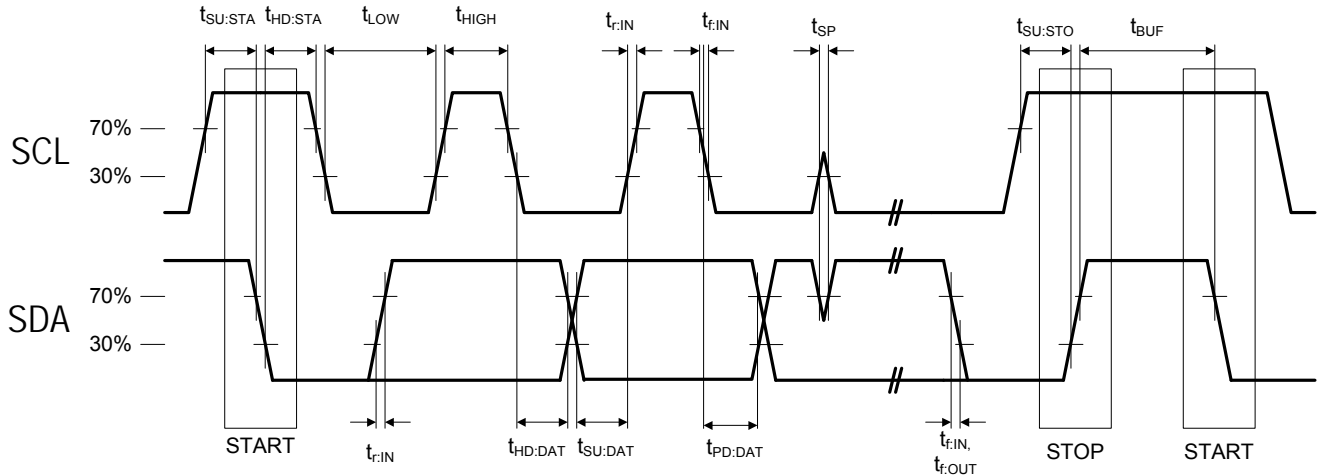 tSU:STA tHD:STA tLOW tHIGH tr:IN tf:IN tSP tSU:STO tBUF
70%
SCL
30%
70%
SDA
30%
START tr:IN tHD:DAT tSU:DAT tPD:DAT tf:IN, STOP START
tf:OUT